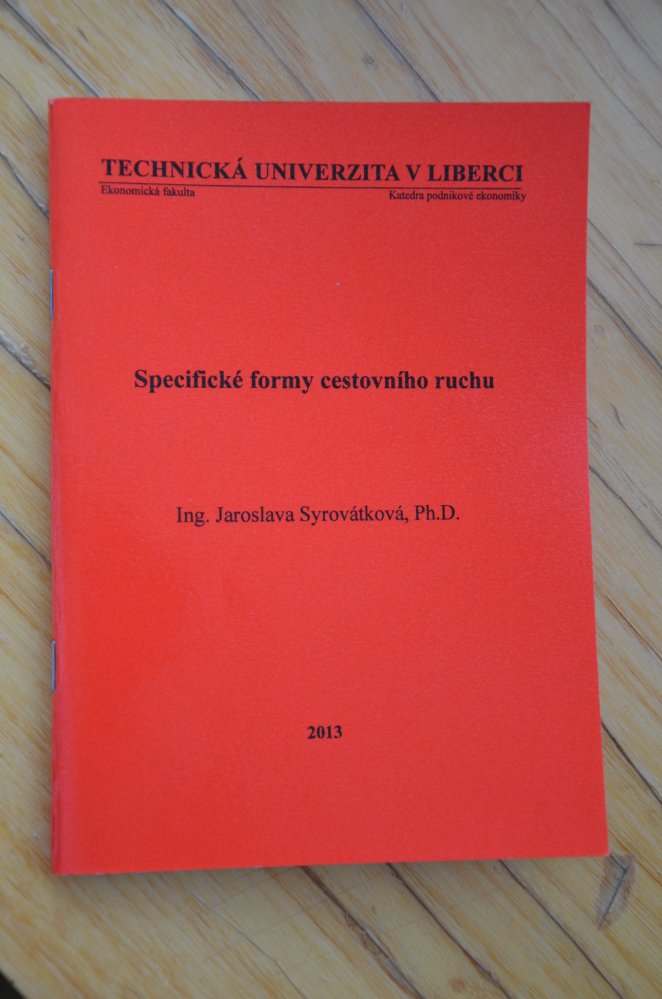 TECHNICKÁ UNIVERZITA V LIBERCI
Ekonomická fakulta Katedra podnikové ekonomiky
Specifické formy cestovního ruchu
Ing. Jaroslava Syrovátková, Ph.D.
2013